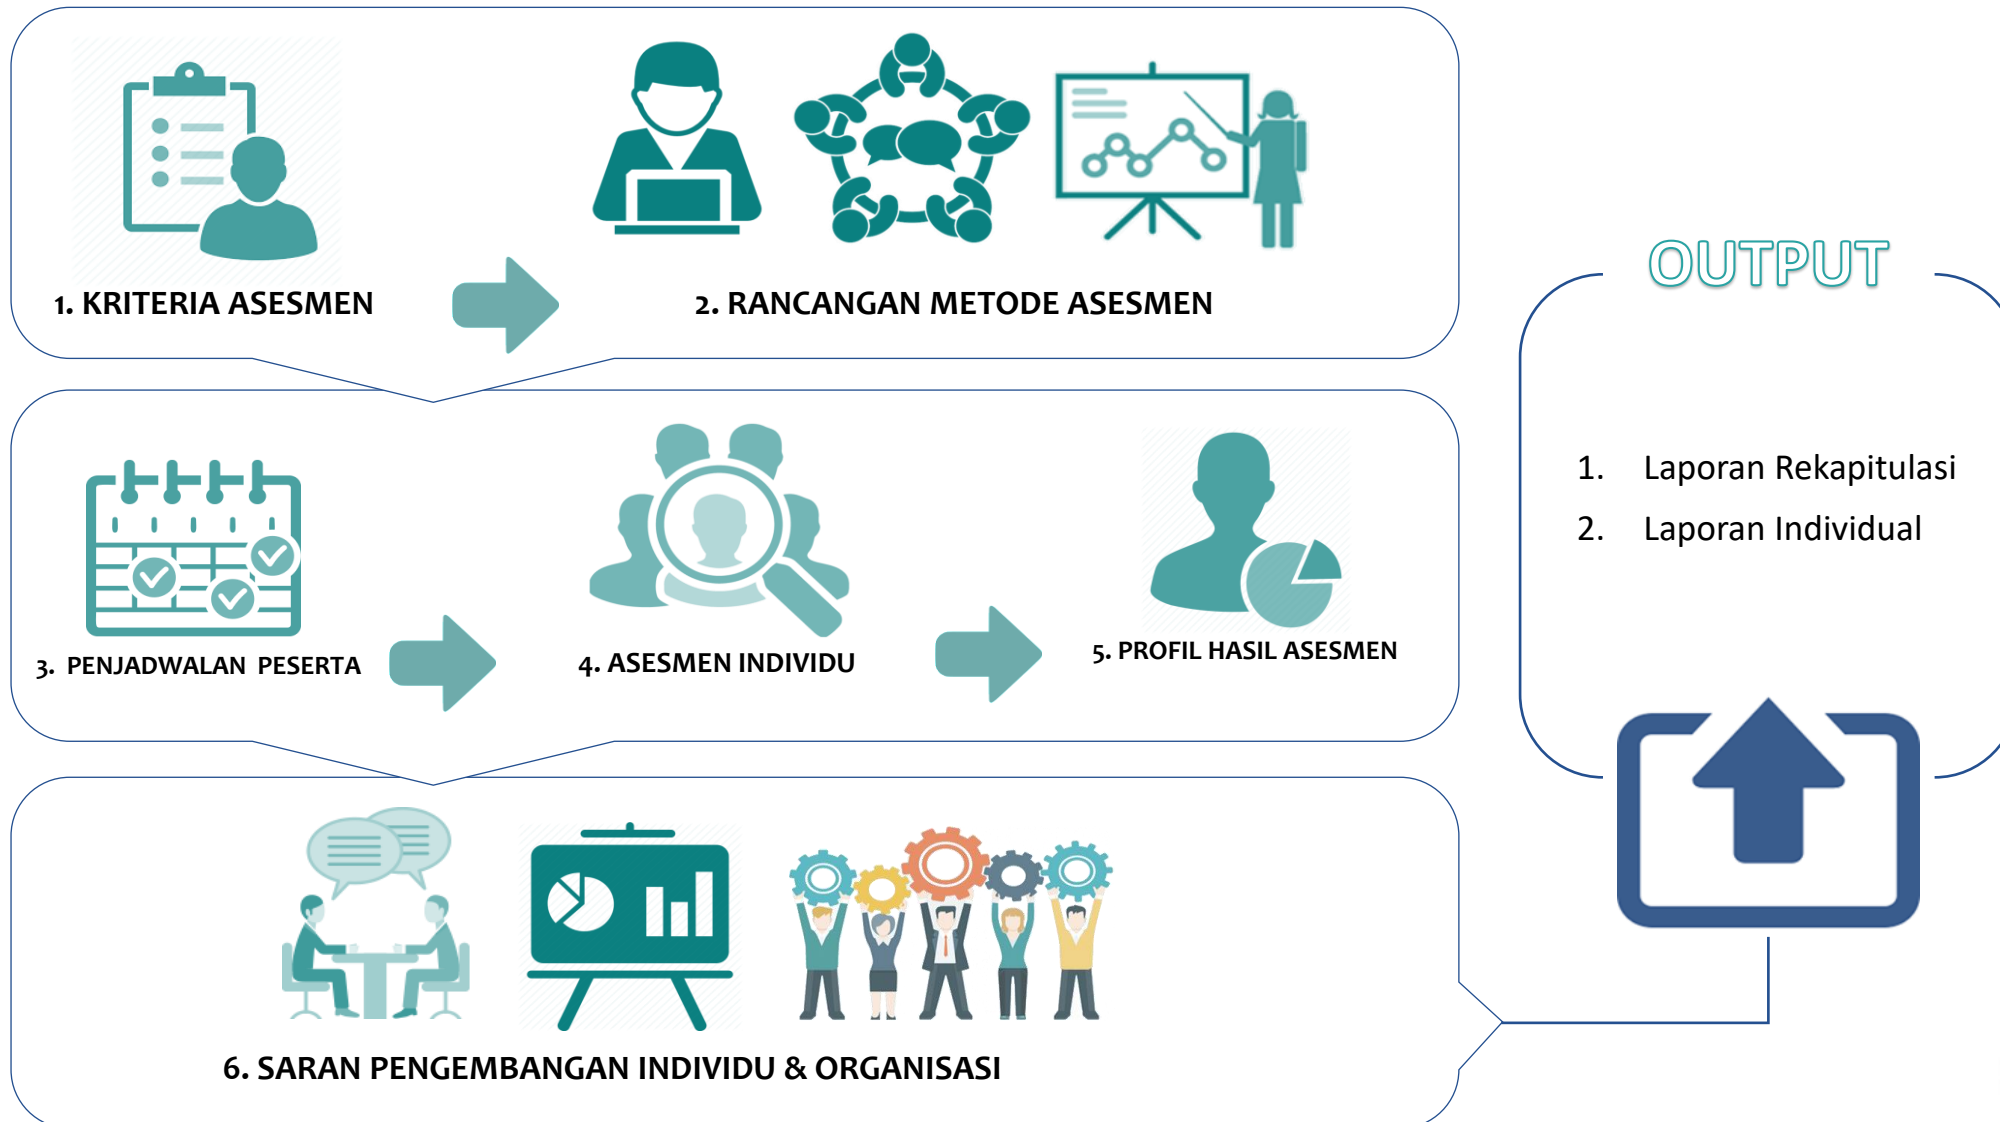 1. KRITERIA ASESMEN
2. RANCANGAN METODE ASESMEN
3. PENJADWALAN PESERTA
4. ASESMEN INDIVIDU
5. PROFIL HASIL ASESMEN
6. SARAN PENGEMBANGAN INDIVIDU & ORGANISASI
OUTPUT
1. Laporan Rekapitulasi
2. Laporan Individual